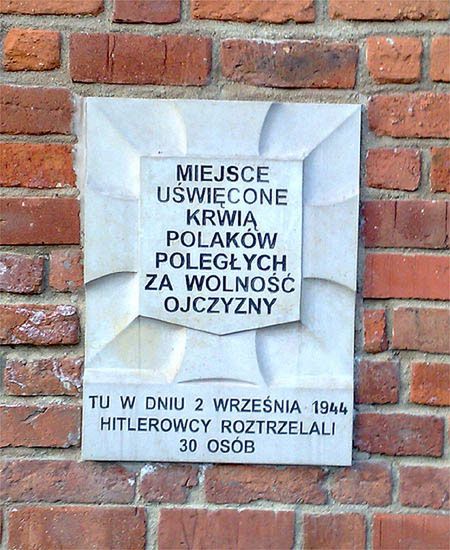 MIEJSCE
UŚWIĘCONE
KRWIĄ
POLAKÓW
POLEGŁYCH
ZA WOLNOŚĆ
OJCZYZNY
TU W DNIU 2 WRZEŚNIA 1944
HITLEROWCY ROZTRZELALI
30 OSÓB